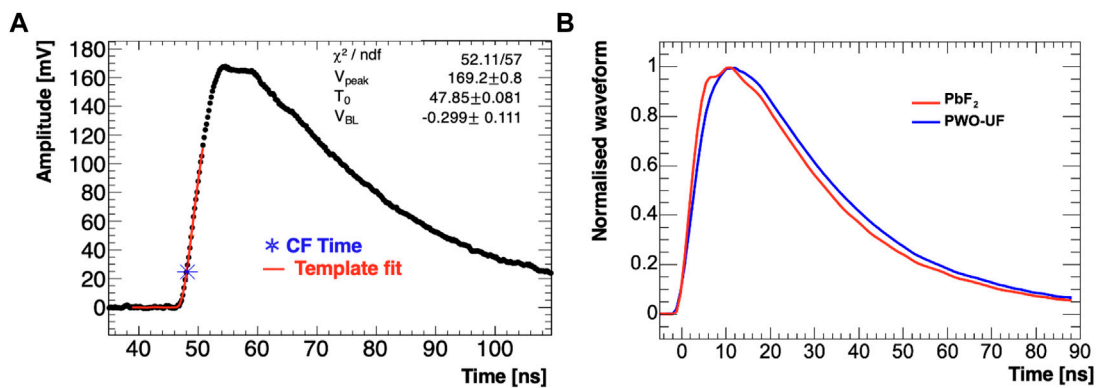 A
Amplitude [mV]
180
160
140
120
100
80
60
40
20
0
40 50 60 70 80 90 100
Time [ns]
χ² / ndf 52.11/57
V_peak 169.2±0.8
T_0 47.85±0.081
V_BL -0.299± 0.111
CF Time
Template fit
B
Normalised waveform
1
0.8
0.6
0.4
0.2
0
0 10 20 30 40 50 60 70 80 90
Time [ns]
PbF₂
PWO-UF